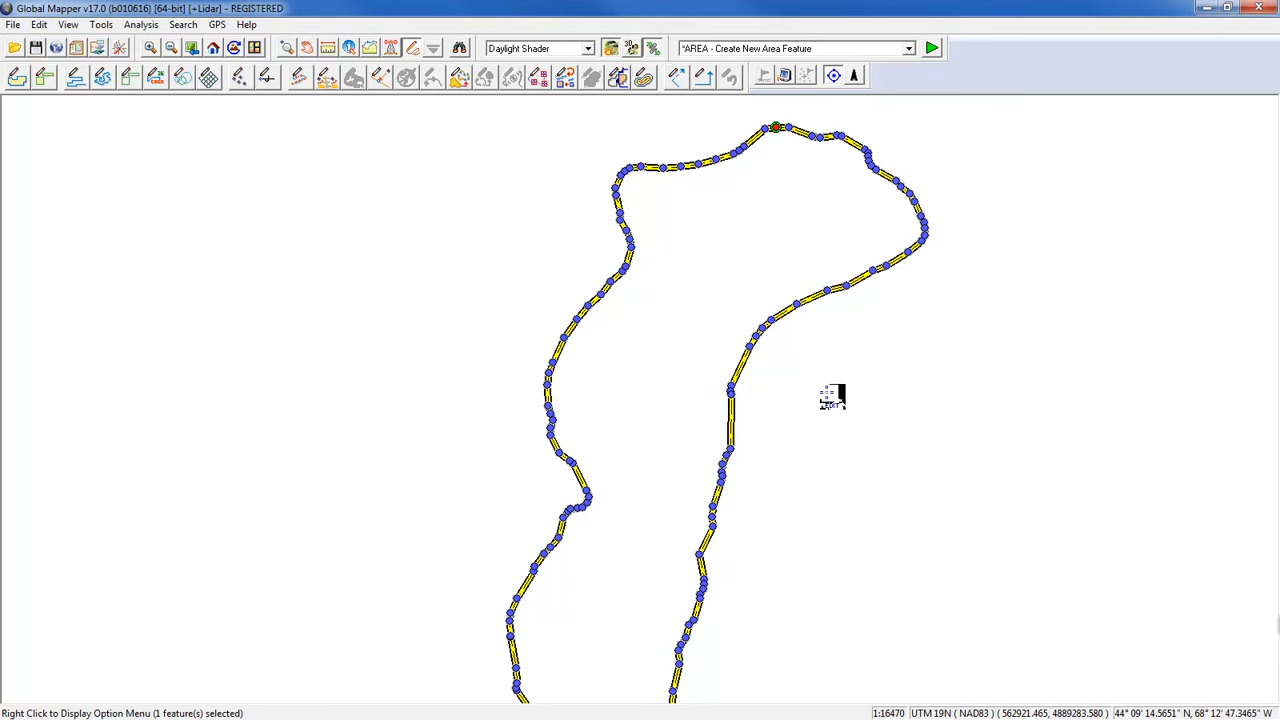 Global Mapper v17.0 (b010616) [64-bit] [+Lidar] - REGISTERED
File Edit View Tools Analysis Search GPS Help
Daylight Shader
*AREA - Create New Area Feature
EDIT
Right Click to Display Option Menu (1 feature(s) selected)
1:16470 UTM 19N ( NAD83 ) ( 562921.465, 4889283.580 ) 44° 09' 14.5651" N, 68° 12' 47.3465" W